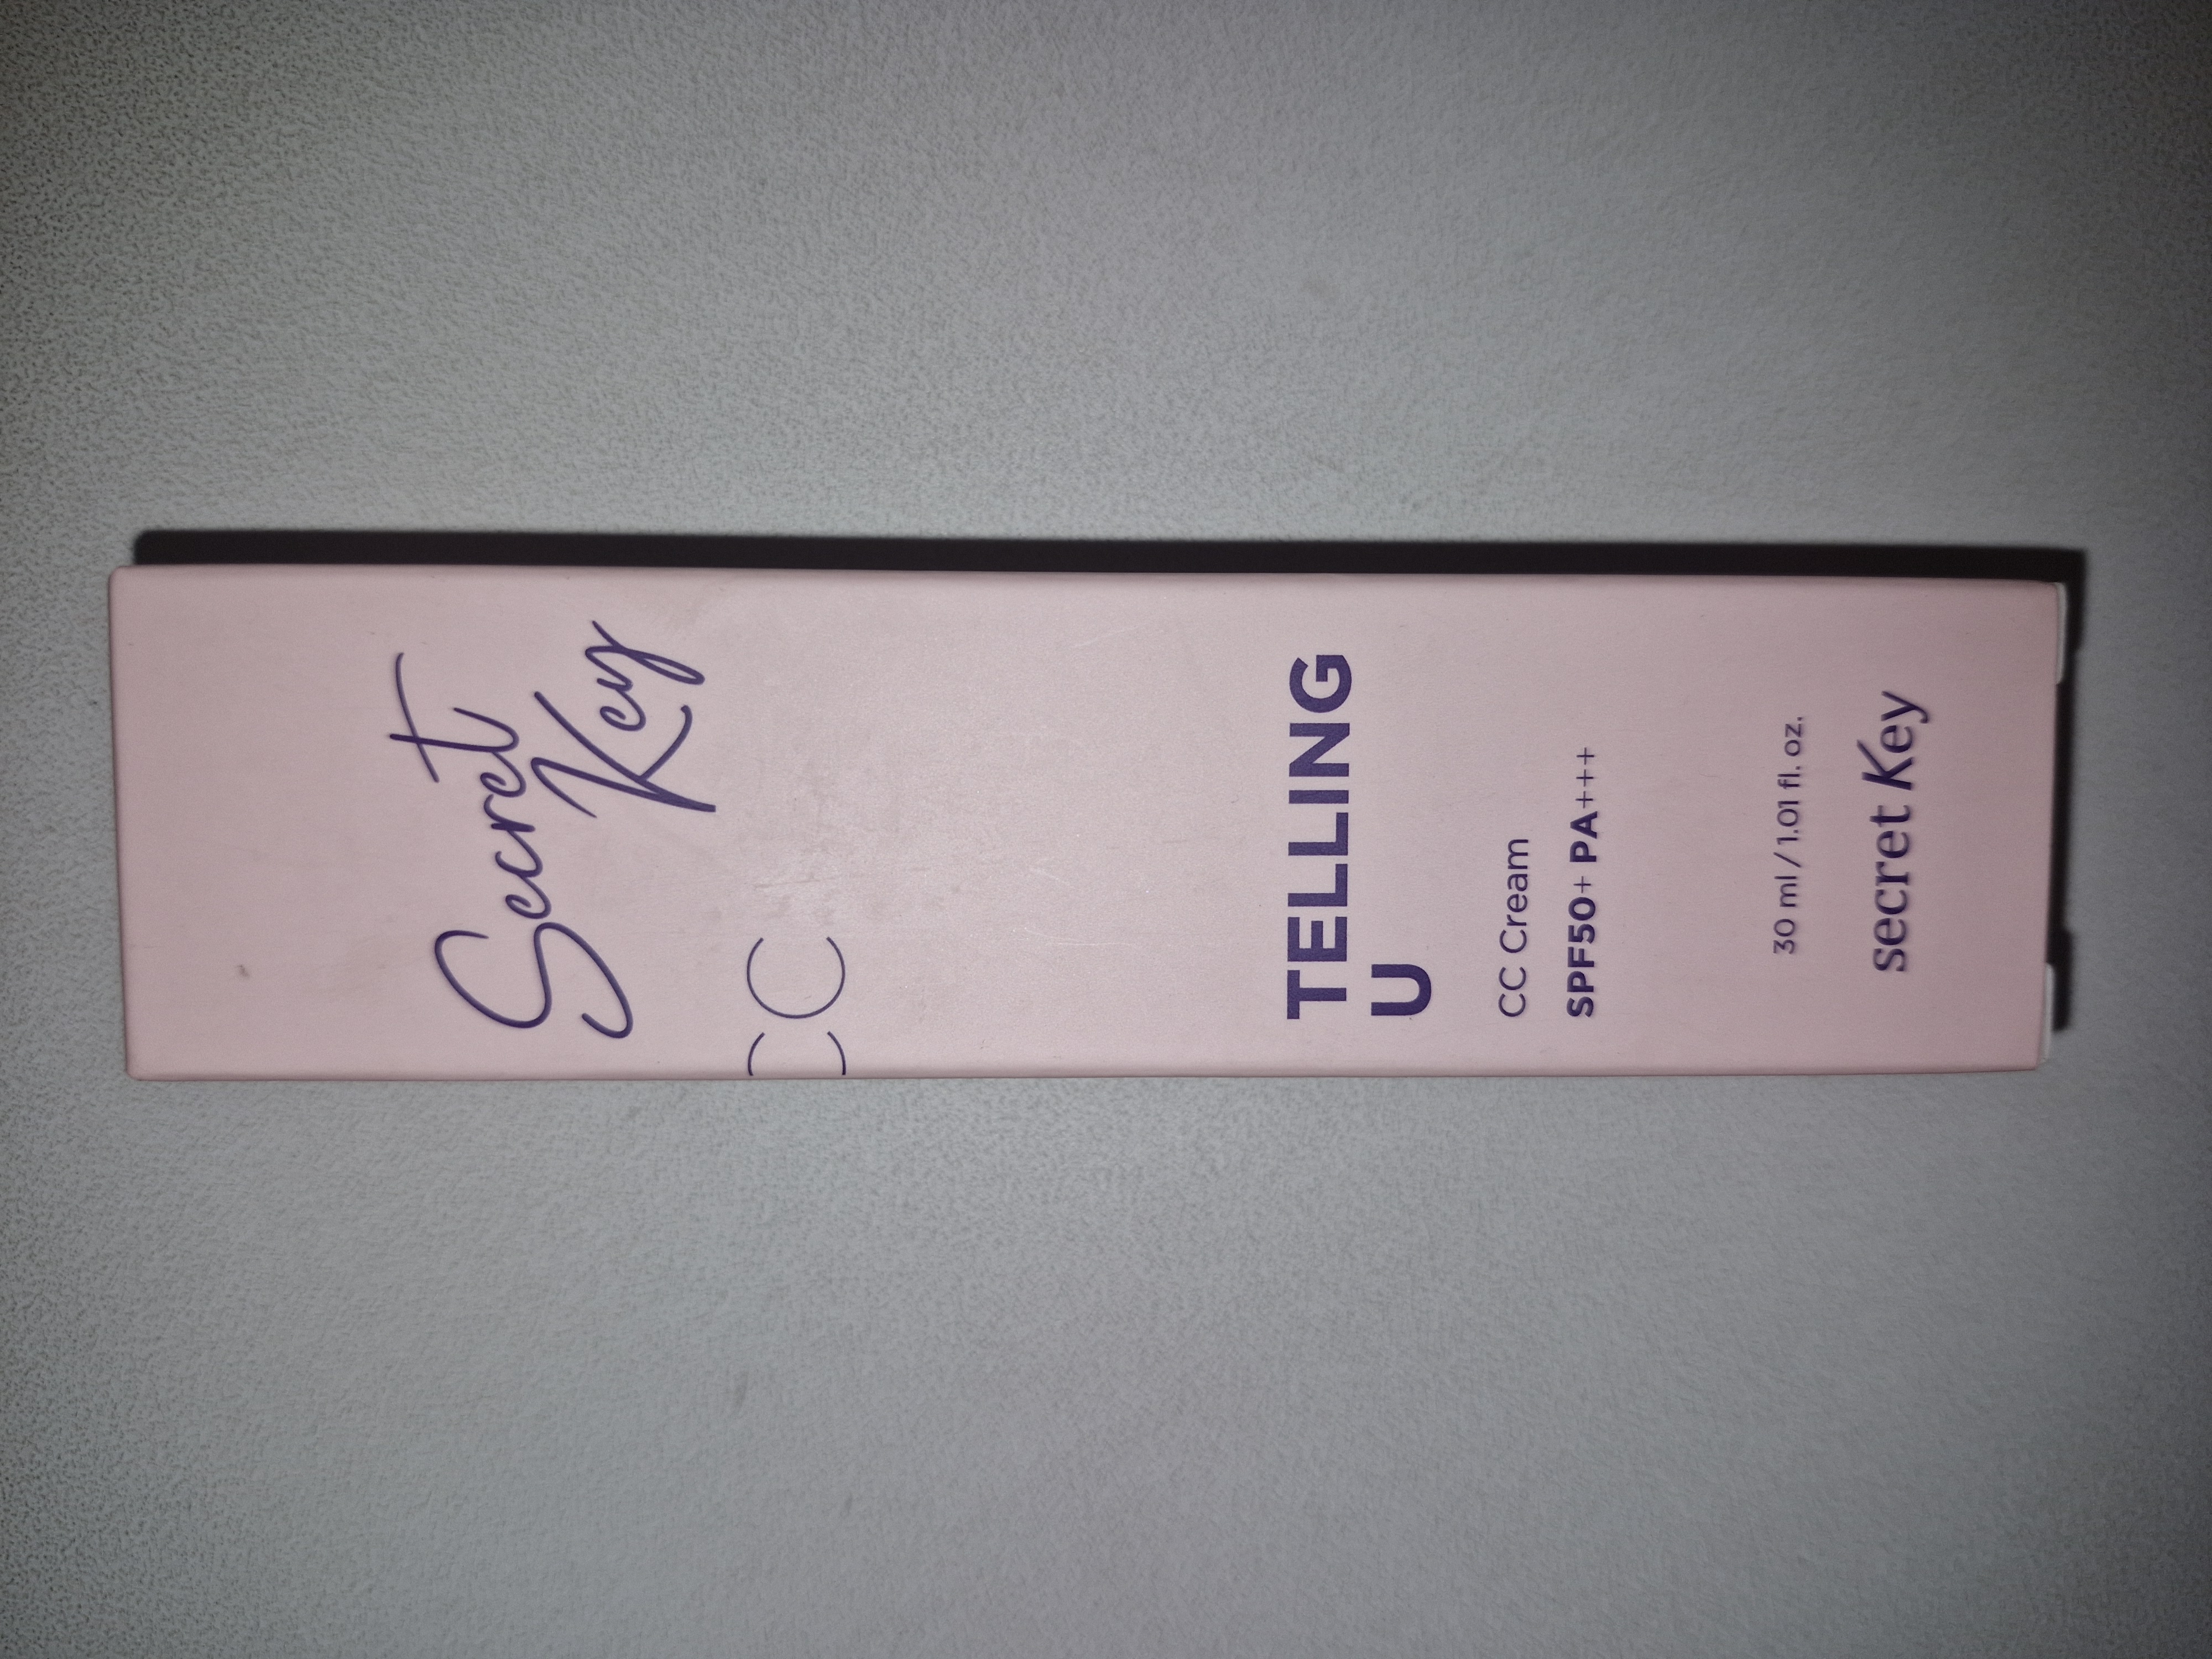 Secret
Key
CC
TELLING
U
CC Cream
SPF50+ PA+++
30 ml / 1.01 fl. oz.
secret Key